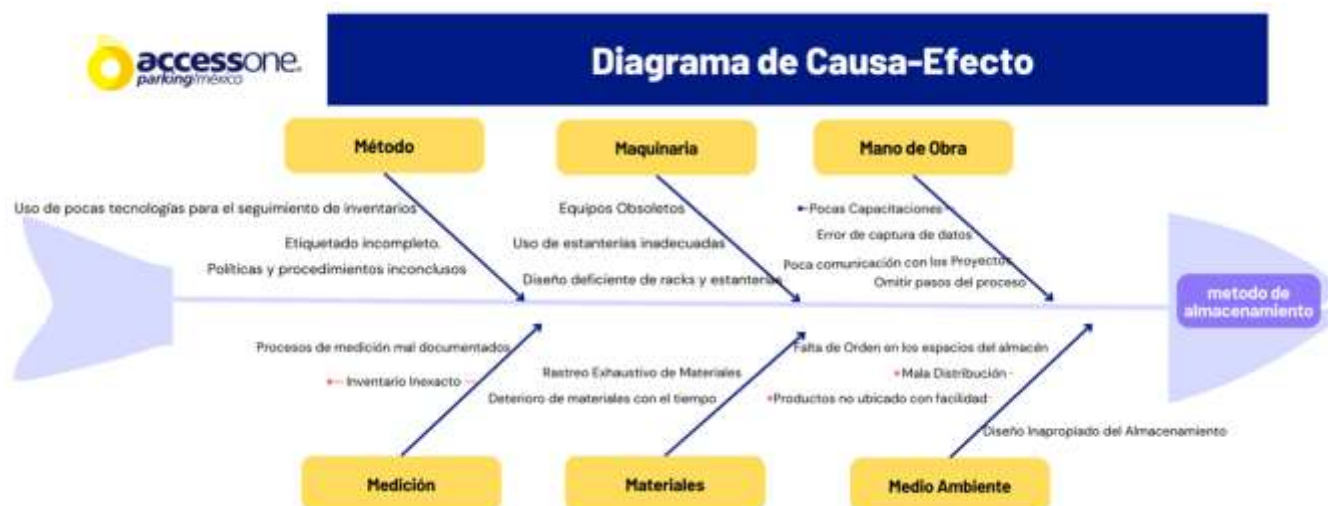 accessone.
parking/méxico
Diagrama de Causa-Efecto
Método
Maquinaria
Mano de Obra
Uso de pocas tecnologías para el seguimiento de inventarios
Etiquetado incompleto.
Políticas y procedimientos inconclusos
Equipos Obsoletos
Uso de estanterías inadecuadas
Diseño deficiente de racks y estanterías
Pocas Capacitaciones
Error de captura de datos
Poca comunicación con los Proyectos
Omitir pasos del proceso
metodo de
almacenamiento
Procesos de medición mal documentados
Inventario Inexacto
Rastreo Exhaustivo de Materiales
Deterioro de materiales con el tiempo
Falta de Orden en los espacios del almacén
Mala Distribución
Productos no ubicado con facilidad
Diseño Inapropiado del Almacenamiento
Medición
Materiales
Medio Ambiente